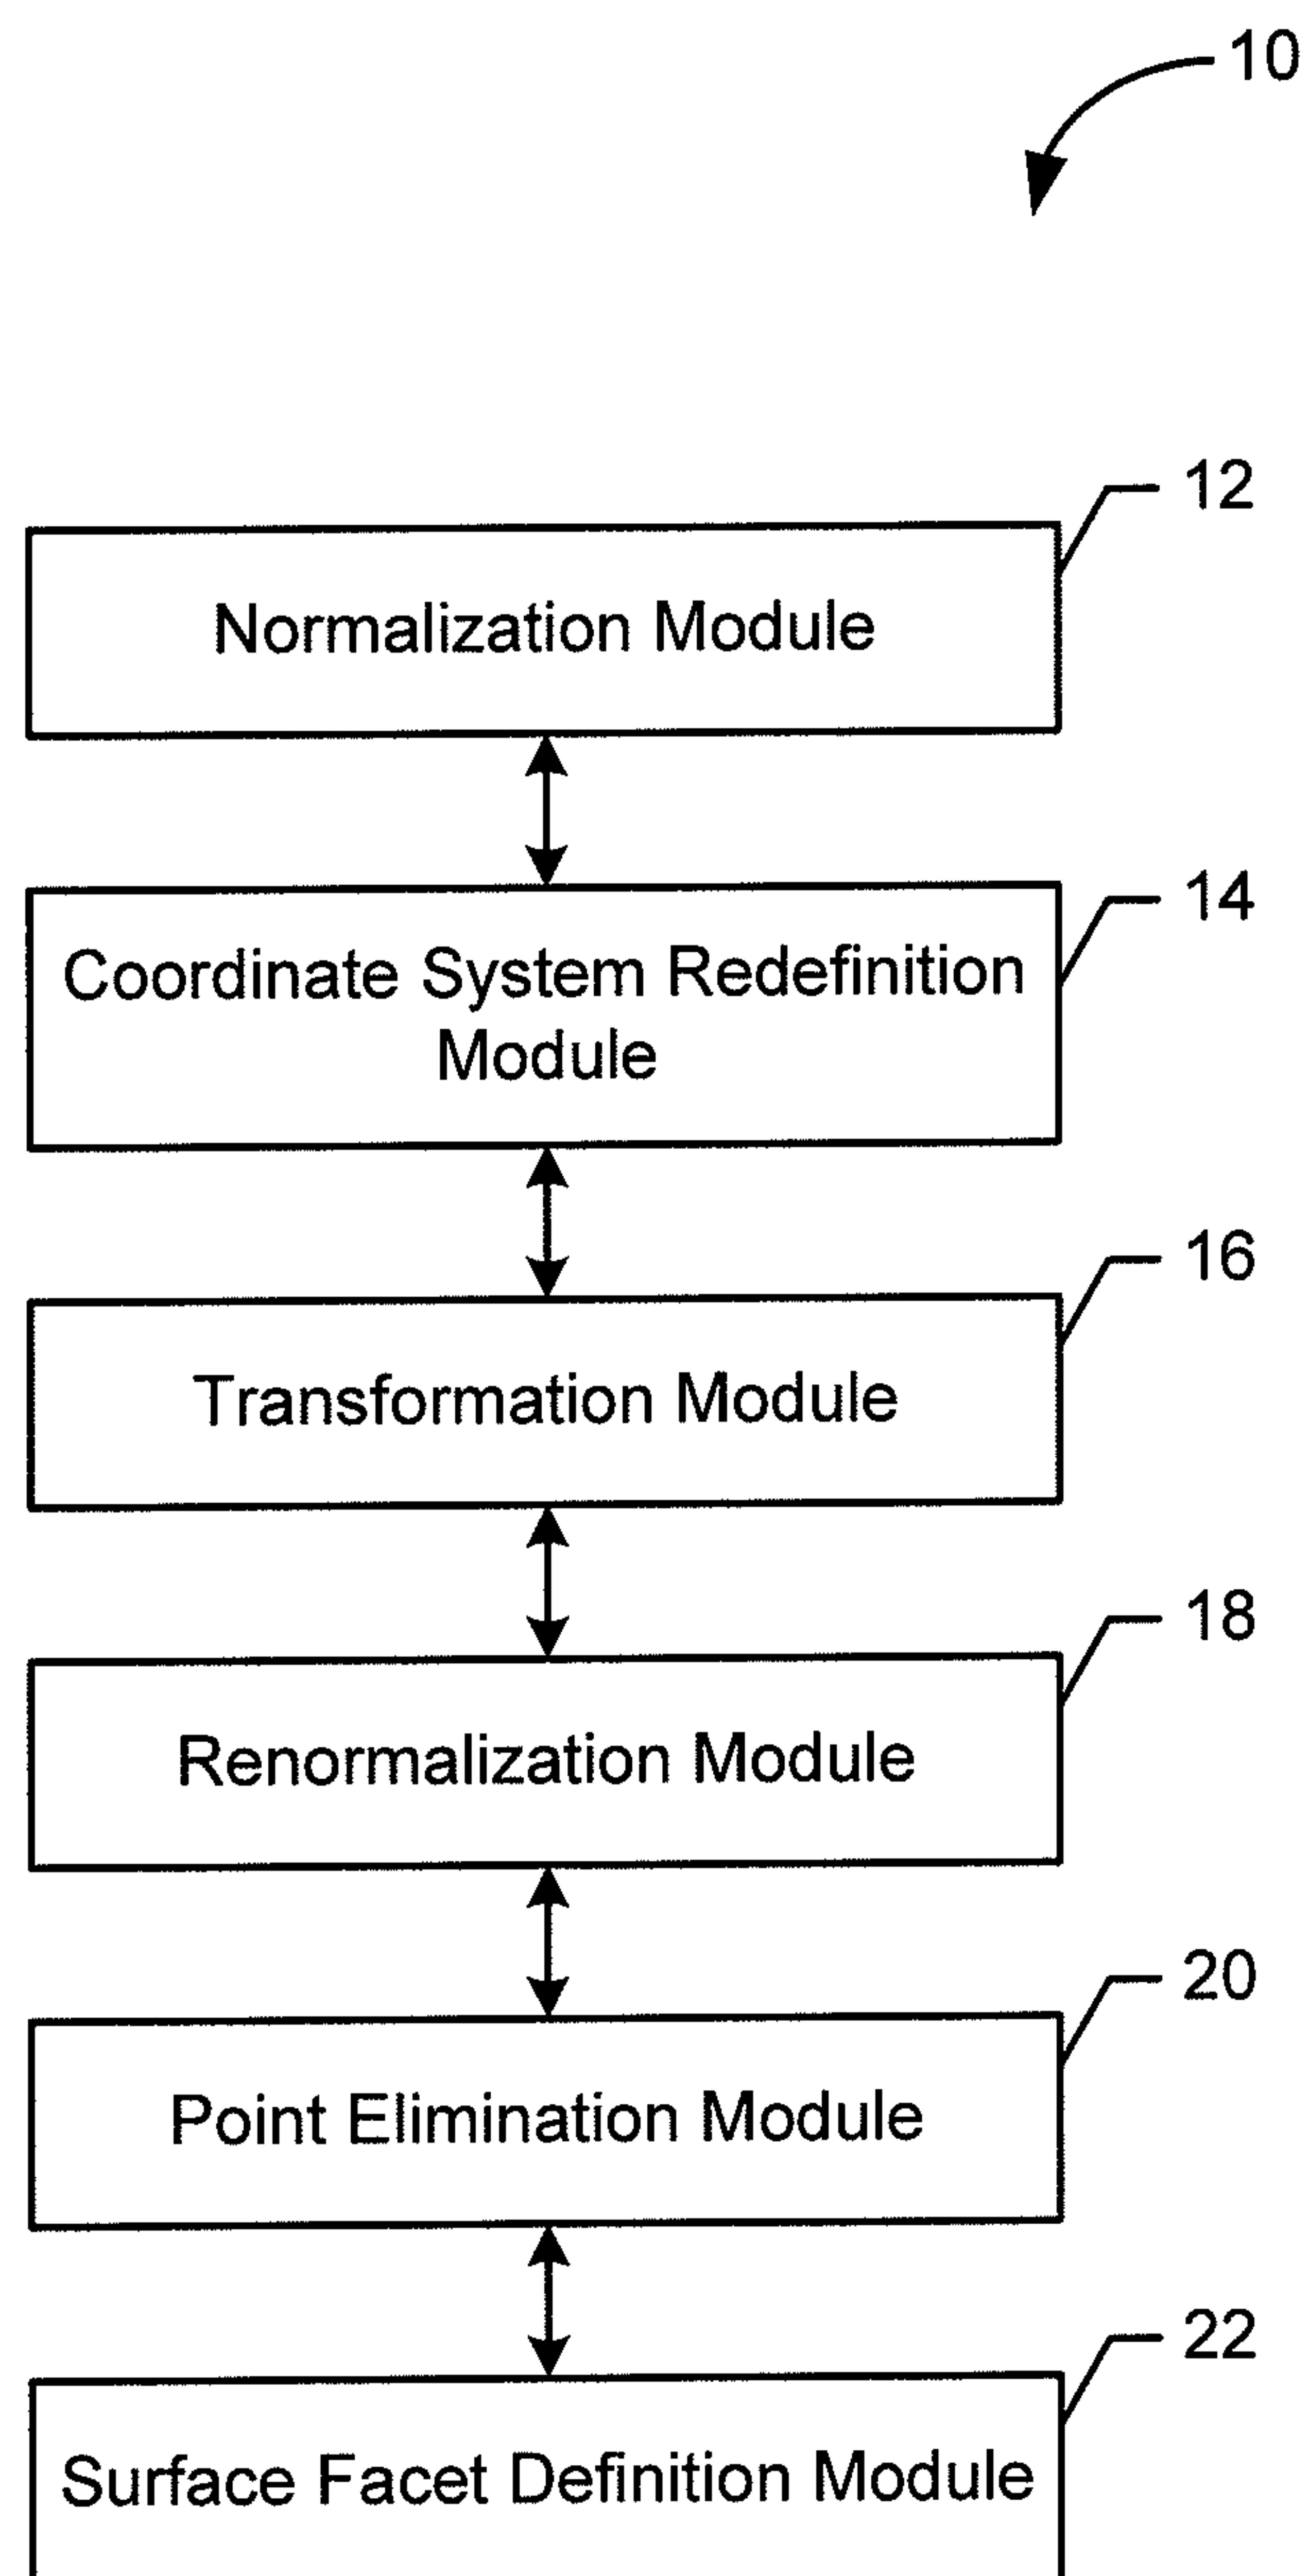 10
12
Normalization Module
14
Coordinate System Redefinition
Module
16
Transformation Module
18
Renormalization Module
20
Point Elimination Module
22
Surface Facet Definition Module